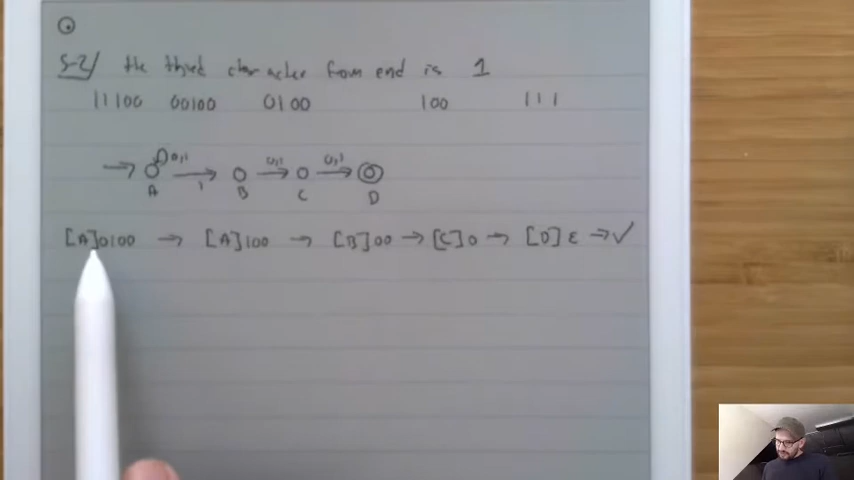 5-2/ the third character from end is 1
11100 00100 0100 100 111
0,1 1 0,1 0,1
A B C D
[A]0100 → [A]100 → [B]00 → [C]0 → [D]ε → ✓